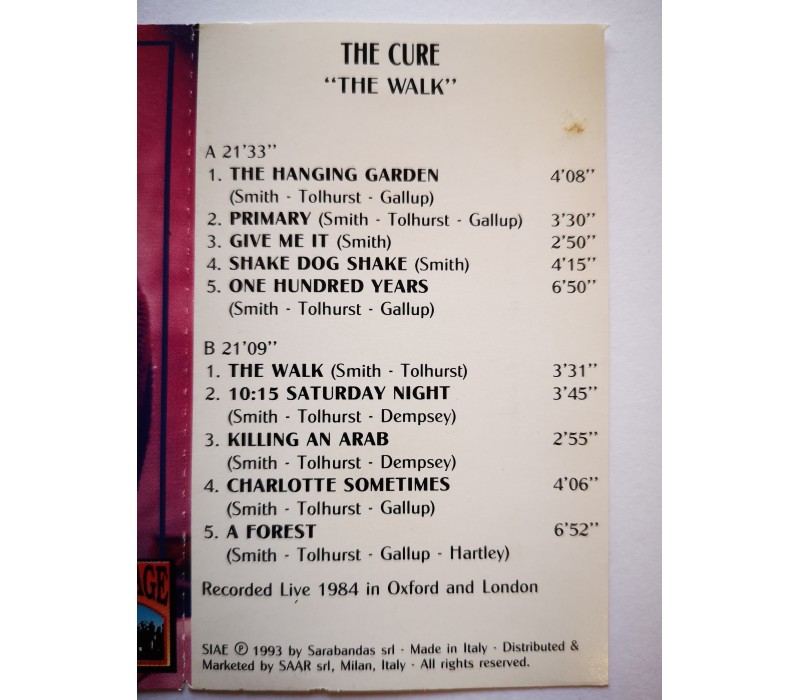 THE CURE
“THE WALK”
A 21'33”
1. THE HANGING GARDEN 4'08”
(Smith - Tolhurst - Gallup)
2. PRIMARY (Smith - Tolhurst - Gallup) 3'30”
3. GIVE ME IT (Smith) 2'50”
4. SHAKE DOG SHAKE (Smith) 4'15”
5. ONE HUNDRED YEARS 6'50”
(Smith - Tolhurst - Gallup)
B 21'09”
1. THE WALK (Smith - Tolhurst) 3'31”
2. 10:15 SATURDAY NIGHT 3'45”
(Smith - Tolhurst - Dempsey)
3. KILLING AN ARAB 2'55”
(Smith - Tolhurst - Dempsey)
4. CHARLOTTE SOMETIMES 4'06”
(Smith - Tolhurst - Gallup)
5. A FOREST 6'52”
(Smith - Tolhurst - Gallup - Hartley)
Recorded Live 1984 in Oxford and London
SIAE Ⓟ 1993 by Sarabandas srl - Made in Italy - Distributed &
Marketed by SAAR srl, Milan, Italy - All rights reserved.